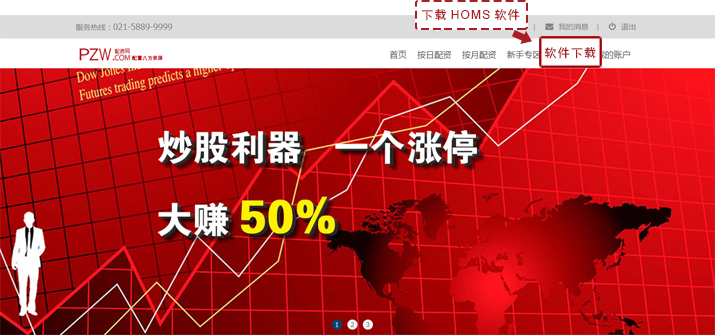 下载 HOMS 软件
服务热线：021-5889-9999
我的消息 | 退出
PZW.COM 配资网 配置八方资源
首页 按日配资 按月配资 新手专区 软件下载 的账户
Dow Jones In
Futures trading predicts a higher op
炒股利器 一个涨停
大赚 50%
1 2 3